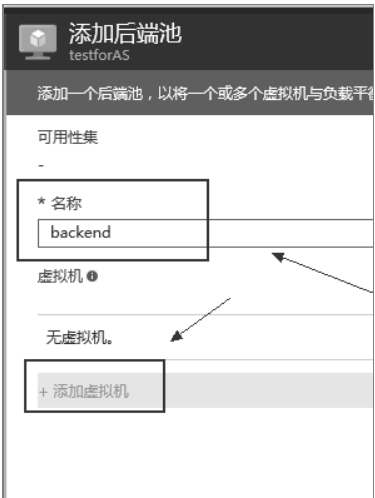 添加后端池
testforAS
添加一个后端池，以将一个或多个虚拟机与负载平衡
可用性集
-
* 名称
backend
虚拟机
无虚拟机。
+ 添加虚拟机